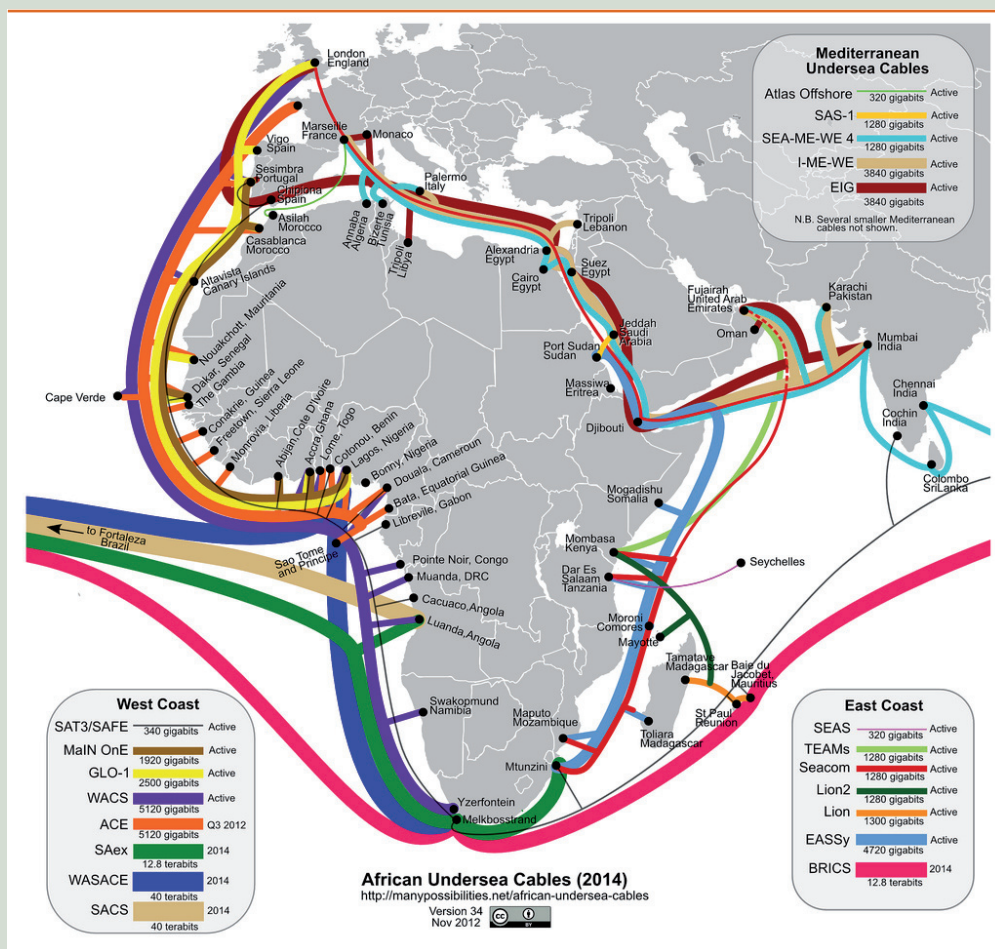 London
England
Marseille
France
Monaco
Vigo
Spain
Sesimbra
Portugal
Chipiona
Spain
Asilah
Morocco
Casablanca
Morocco
Annaba
Algeria
Bizerte
Tunisia
Palermo
Italy
Tripoli
Libya
Tripoli
Lebanon
Alexandria
Egypt
Cairo
Egypt
Suez
Egypt
Altavista
Canary Islands
Jeddah
Saudi
Arabia
Port Sudan
Sudan
Massiwa
Eritrea
Djibouti
Fujairah
United Arab
Emirates
Oman
Karachi
Pakistan
Mumbai
India
Chennai
India
Cochin
India
Colombo
SriLanka
Nouakchott, Mauritania
Dakar, Senegal
The Gambia
Cape Verde
Conakrie, Guinea
Freetown, Sierra Leone
Monrovia, Liberia
Abijan,Cote D'Ivoire
Accra,Ghana
Lome, Togo
Cotonou, Benin
Lagos, Nigeria
Bonny, Nigeria
Douala, Cameroun
Bata, Equatorial Guinea
Libreville, Gabon
Sao Tome
and Principe
to Fortaleza
Brazil
Pointe Noir, Congo
Muanda, DRC
Cacuaco,Angola
Luanda,Angola
Swakopmund
Namibia
Yzerfontein
Melkbosstrand
Mogadishu
Somalia
Mombasa
Kenya
Dar Es
Salaam
Tanzania
Seychelles
Moroni
Comores
Mayotte
Tamatave
Madagascar
Baie du
Jacobet,
Mauritius
St.Paul
Reunion
Toliara
Madagascar
Maputo
Mozambique
Mtunzini
Mediterranean
Undersea Cables
Atlas Offshore 320 gigabits Active
SAS-1 1280 gigabits Active
SEA-ME-WE 4 1280 gigabits Active
I-ME-WE 3840 gigabits Active
EIG 3840 gigabits Active
N.B. Several smaller Mediterranean
cables not shown.
West Coast
SAT3/SAFE 340 gigabits Active
MaIN OnE 1920 gigabits Active
GLO-1 2500 gigabits Active
WACS 5120 gigabits Active
ACE 5120 gigabits Q3 2012
SAex 12.8 terabits 2014
WASACE 40 terabits 2014
SACS 40 terabits 2014
East Coast
SEAS 320 gigabits Active
TEAMs 1280 gigabits Active
Seacom 1280 gigabits Active
Lion2 1280 gigabits Active
Lion 1300 gigabits Active
EASSy 4720 gigabits Active
BRICS 12.8 terabits 2014
African Undersea Cables (2014)
http://manypossibilities.net/african-undersea-cables
Version 34
Nov 2012
cc BY